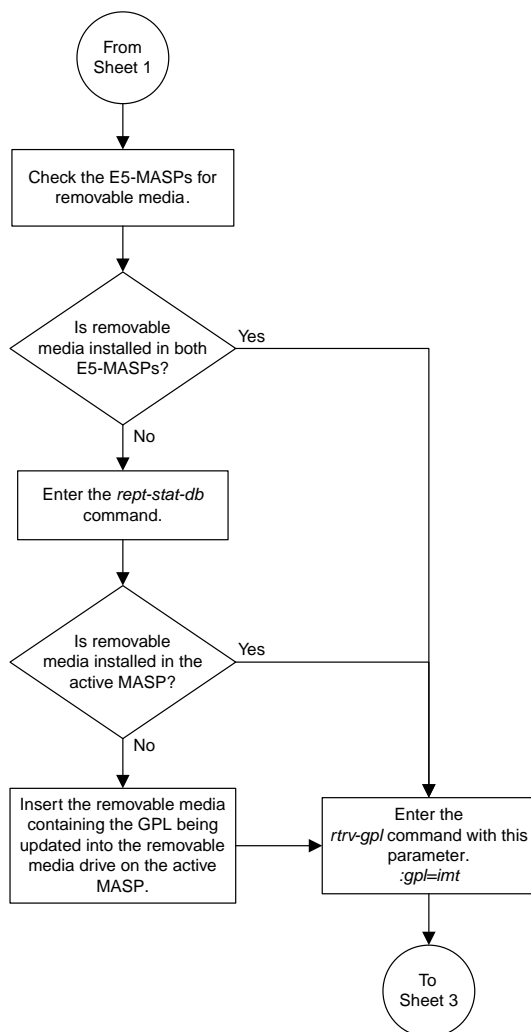 From
Sheet 1
Check the E5-MASPs for
removable media.
Is removable
media installed in both
E5-MASPs?
Yes
No
Enter the rept-stat-db
command.
Is removable
media installed in the
active MASP?
Yes
No
Insert the removable media
containing the GPL being
updated into the removable
media drive on the active
MASP.
Enter the
rtrv-gpl command with this
parameter.
:gpl=imt
To
Sheet 3